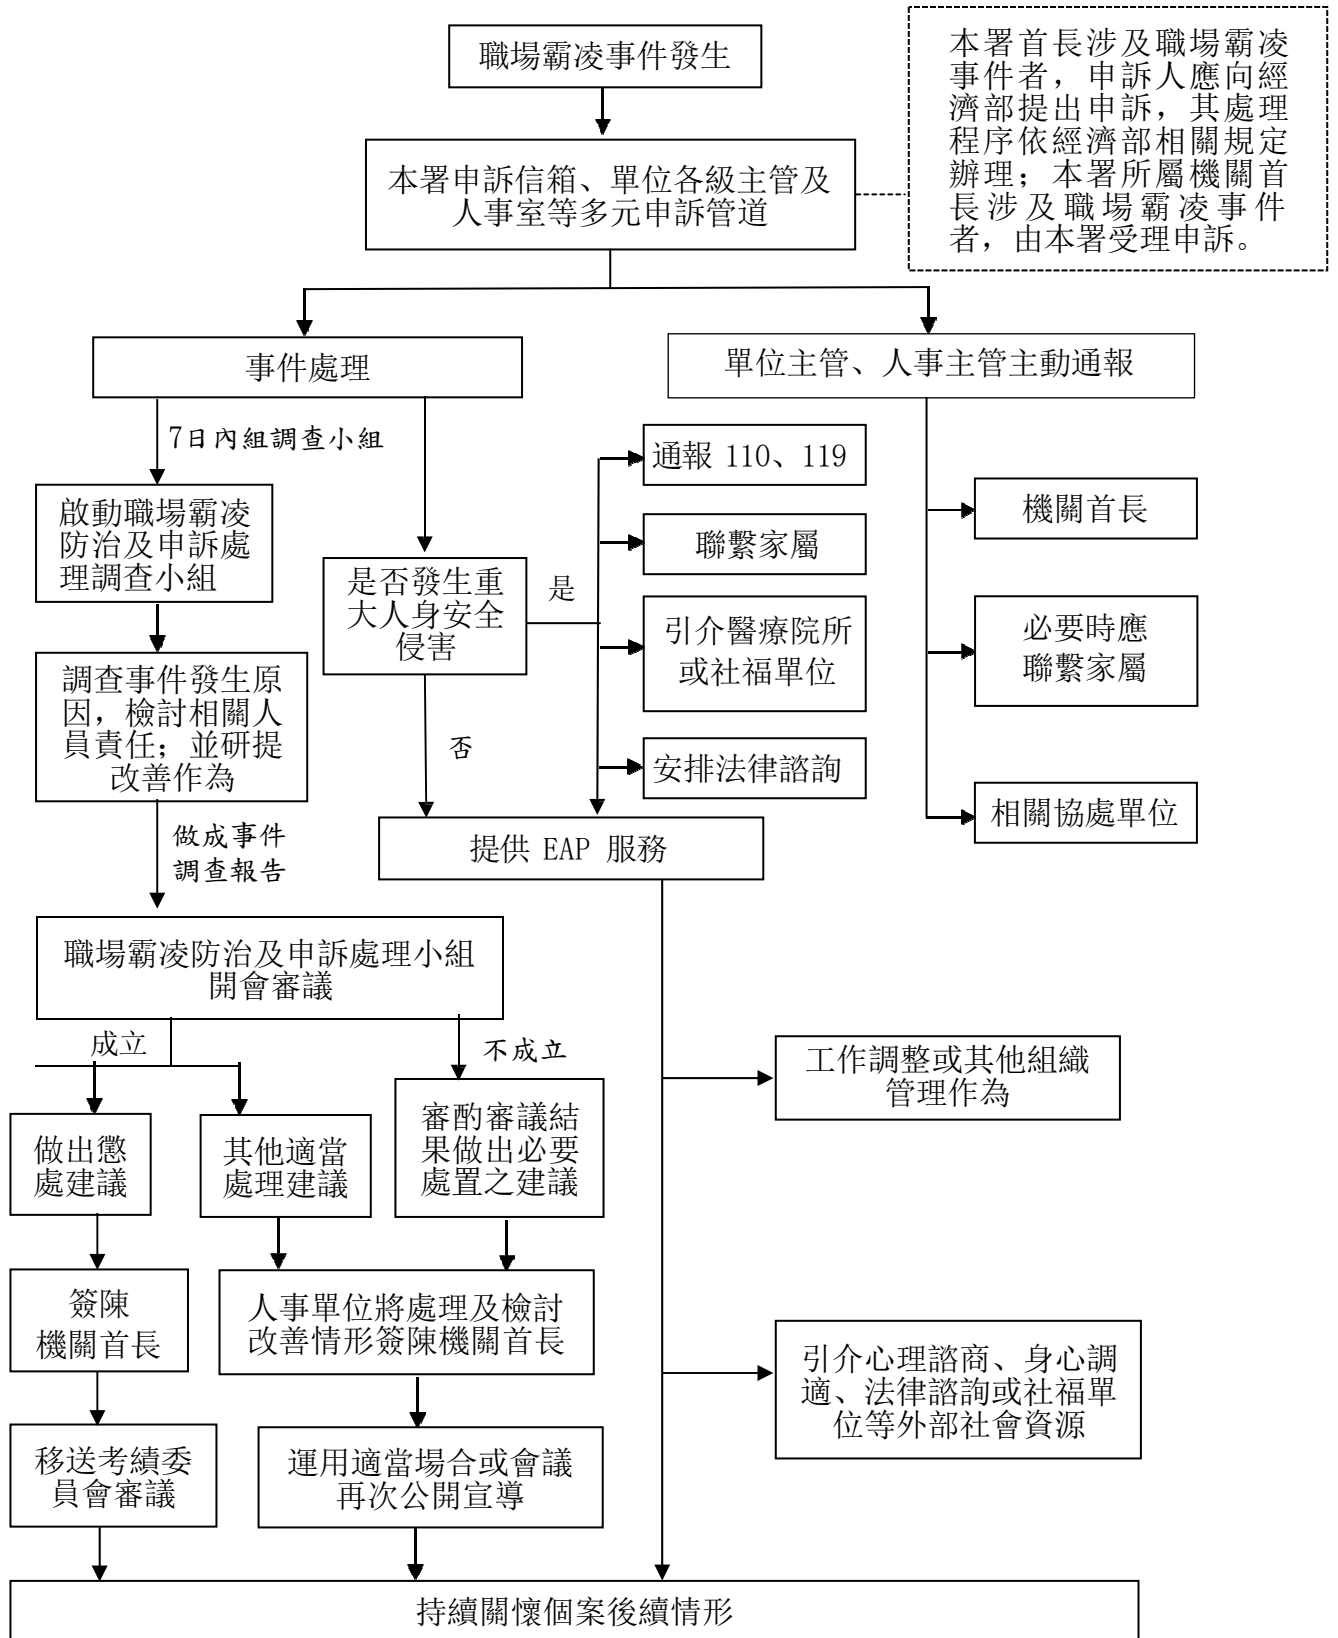 職場霸凌事件發生
本署首長涉及職場霸凌
事件者，申訴人應向經
濟部提出申訴，其處理
程序依經濟部相關規定
辦理；本署所屬機關首
長涉及職場霸凌事件
者，由本署受理申訴。
本署申訴信箱、單位各級主管及
人事室等多元申訴管道
事件處理
單位主管、人事主管主動通報
7日內組調查小組
啟動職場霸凌
防治及申訴處
理調查小組
是否發生重
大人身安全
侵害
是
否
通報 110、119
聯繫家屬
引介醫療院所
或社福單位
安排法律諮詢
機關首長
必要時應
聯繫家屬
相關協處單位
調查事件發生原
因，檢討相關人
員責任；並研提
改善作為
做成事件
調查報告
提供 EAP 服務
職場霸凌防治及申訴處理小組
開會審議
成立
不成立
做出懲
處建議
其他適當
處理建議
審酌審議結
果做出必要
處置之建議
工作調整或其他組織
管理作為
簽陳
機關首長
人事單位將處理及檢討
改善情形簽陳機關首長
引介心理諮商、身心調
適、法律諮詢或社福單
位等外部社會資源
移送考績委
員會審議
運用適當場合或會議
再次公開宣導
持續關懷個案後續情形